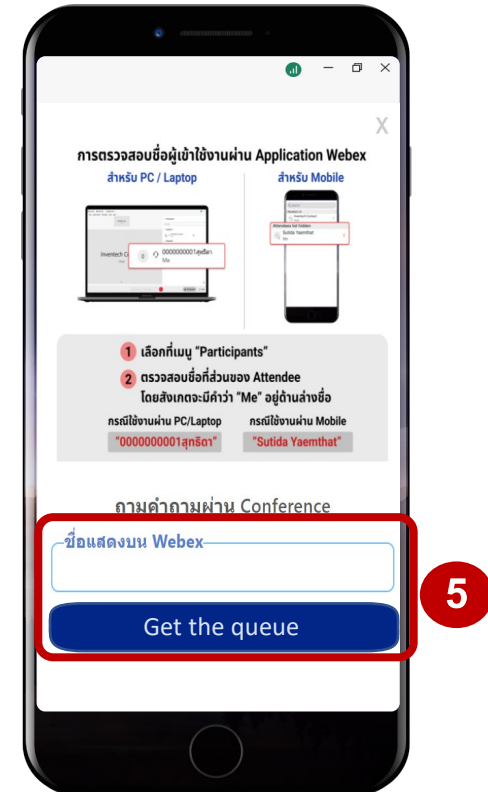 X
การตรวจสอบชื่อผู้เข้าใช้งานผ่าน Application Webex
สำหรับ PC / Laptop
สำหรับ Mobile
Inventech C
0000000001สุทธิดา
Me
Attendees list hidden
Sutida Yaemthat
Me
1 เลือกที่เมนู "Participants"
2 ตรวจสอบชื่อที่ส่วนของ Attendee
โดยสังเกตจะมีคำว่า "Me" อยู่ด้านล่างชื่อ
กรณีใช้งานผ่าน PC/Laptop
กรณีใช้งานผ่าน Mobile
"0000000001สุทธิดา"
"Sutida Yaemthat"
ถามคำถามผ่าน Conference
ชื่อแสดงบน Webex
Get the queue
5